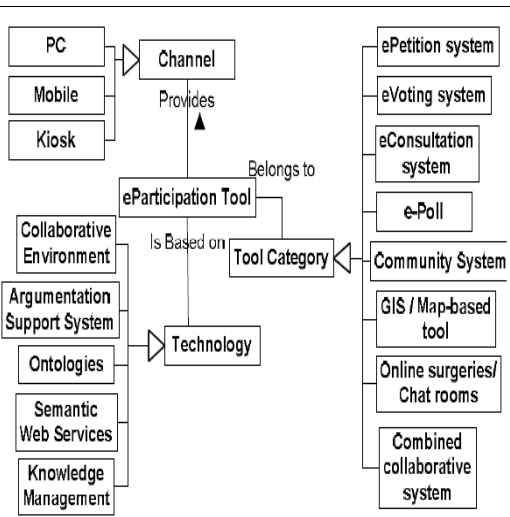 PC
Mobile
Kiosk
Channel
Provides
eParticipation Tool
Belongs to
Is Based on
Tool Category
Technology
Collaborative
Environment
Argumentation
Support System
Ontologies
Semantic
Web Services
Knowledge
Management
ePetition system
eVoting system
eConsultation
system
e-Poll
Community System
GIS / Map-based
tool
Online surgeries/
Chat rooms
Combined
collaborative
system